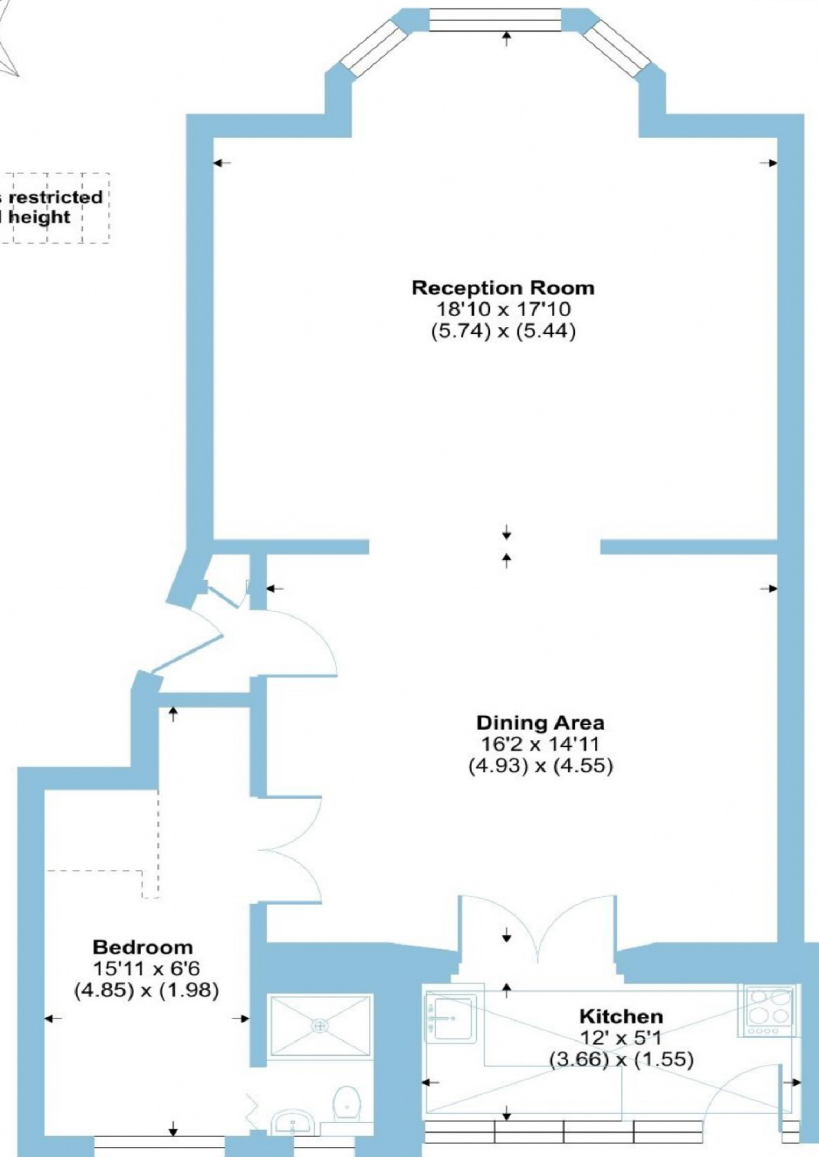 restricted
height
Reception Room
18'10 x 17'10
(5.74) x (5.44)
Dining Area
16'2 x 14'11
(4.93) x (4.55)
Bedroom
15'11 x 6'6
(4.85) x (1.98)
Kitchen
12' x 5'1
(3.66) x (1.55)